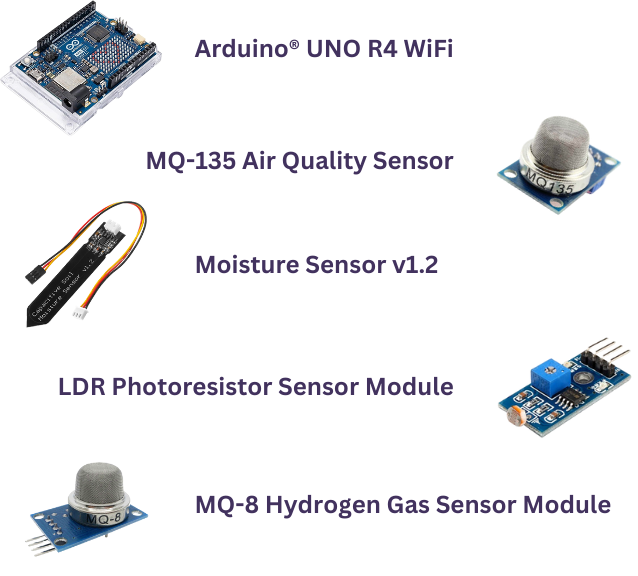 Arduino® UNO R4 WiFi
MQ-135 Air Quality Sensor
MQ135
Capacitive Soil
Moisture Sensor v1.2
Moisture Sensor v1.2
LDR Photoresistor Sensor Module
MQ-8
MQ-8 Hydrogen Gas Sensor Module